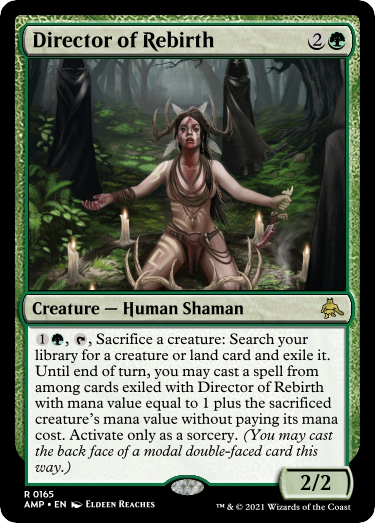 Director of Rebirth 2
Creature — Human Shaman
1, , Sacrifice a creature: Search your
library for a creature or land card and exile it.
Until end of turn, you may cast a spell from
among cards exiled with Director of Rebirth
with mana value equal to 1 plus the sacrificed
creature's mana value without paying its mana
cost. Activate only as a sorcery. (You may cast
the back face of a modal double-faced card this
way.)
2/2
R 0165
AMP • EN Eldeen Reaches
™ & © 2021 Wizards of the Coast